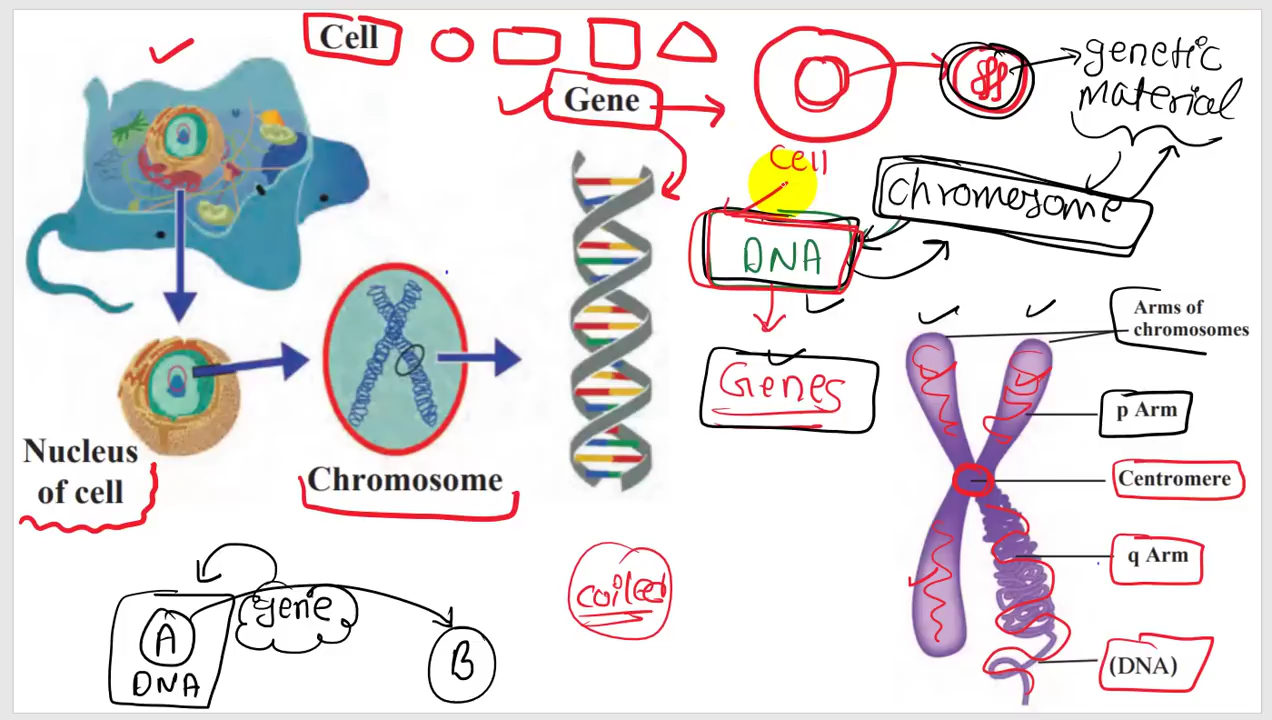 Cell
Gene
genetic
material
Cell
chromosome
DNA
Genes
Arms of
chromosomes
p Arm
Centromere
q Arm
(DNA)
Nucleus
of cell
Chromosome
coiled
gene
A
DNA
B